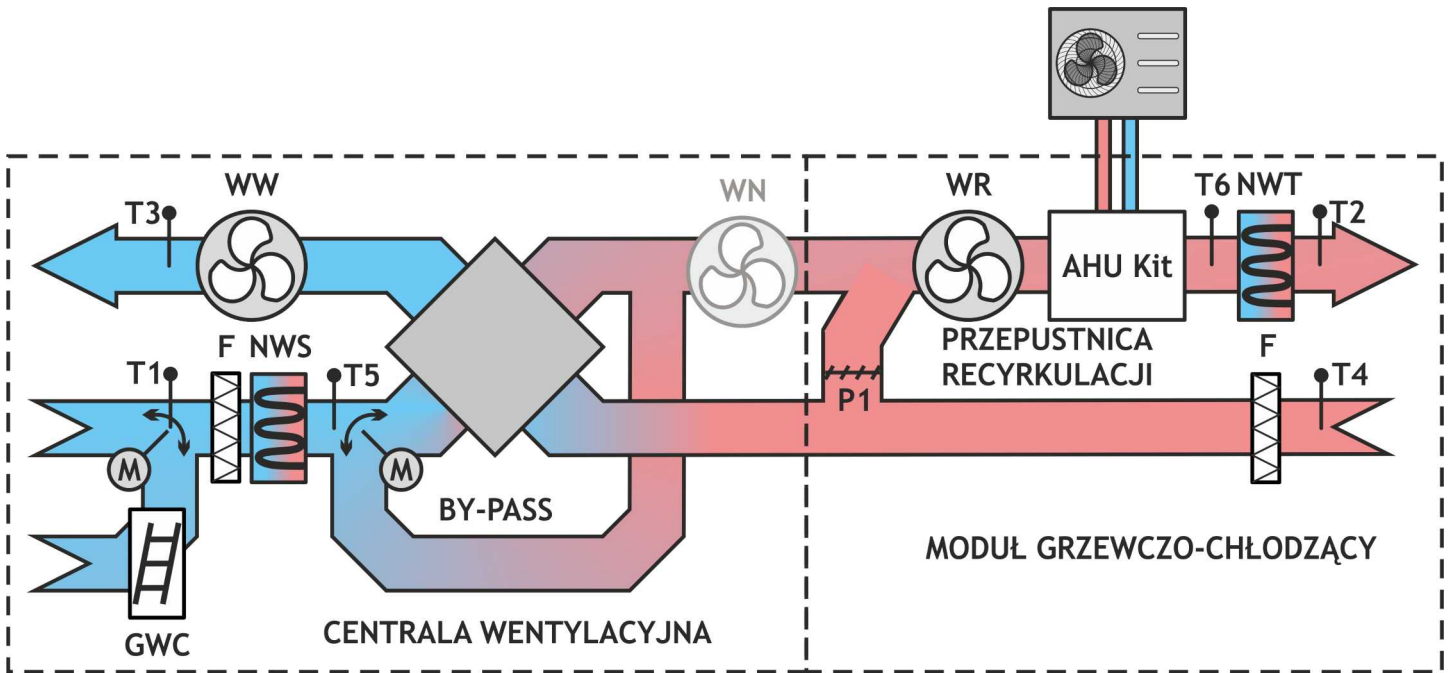 WW
WN
WR
T6
NWT
T3
T2
AHU Kit
F
NWS
PRZEPUSTNICA
RECYRKULACJI
F
T1
T5
T4
P1
M
M
BY-PASS
MODUŁ GRZEWCZO-CHŁODZĄCY
CENTRALA WENTYLACYJNA
GWC